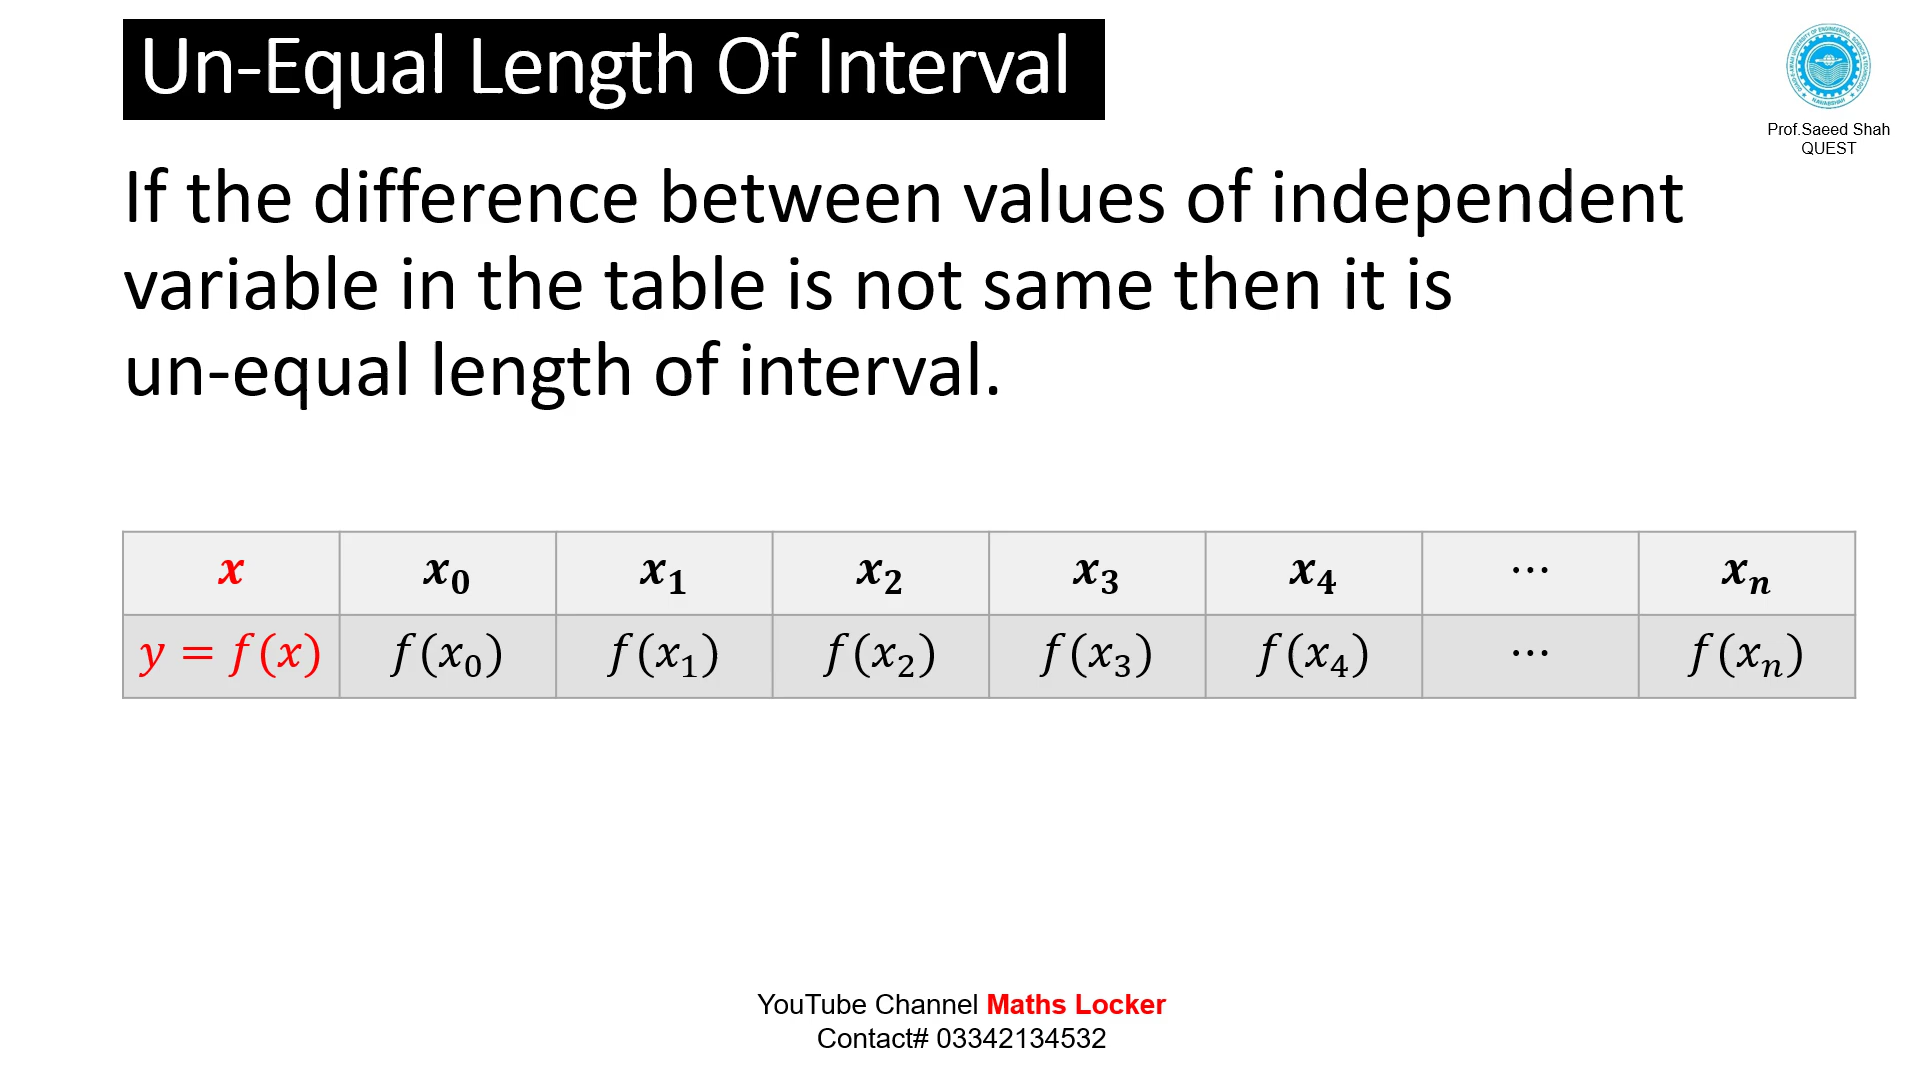 Un-Equal Length Of Interval
Prof.Saeed Shah
QUEST
If the difference between values of independent
variable in the table is not same then it is
un-equal length of interval.
x x₀ x₁ x₂ x₃ x₄ ⋯ xₙ
y = f(x) f(x₀) f(x₁) f(x₂) f(x₃) f(x₄) ⋯ f(xₙ)
YouTube Channel Maths Locker
Contact# 03342134532